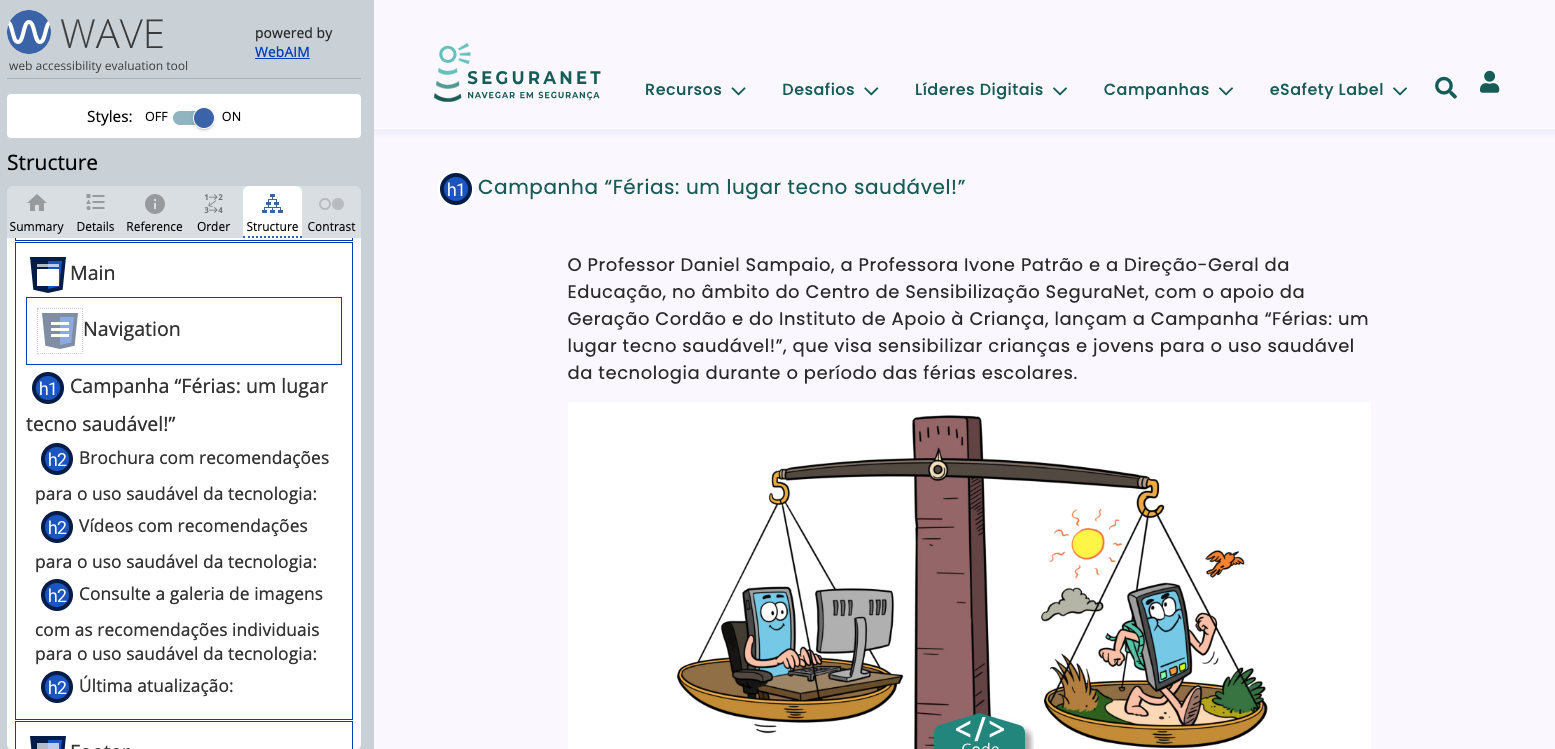 WAVE
web accessibility evaluation tool
powered by
WebAIM
Styles: OFF ON
Structure
Summary Details Reference Order Structure Contrast
Main
Navigation
h1 Campanha “Férias: um lugar
tecno saudável!”
h2 Brochura com recomendações
para o uso saudável da tecnologia:
h2 Vídeos com recomendações
para o uso saudável da tecnologia:
h2 Consulte a galeria de imagens
com as recomendações individuais
para o uso saudável da tecnologia:
h2 Última atualização:
Footer
SEGURANET
NAVEGAR EM SEGURANÇA
Recursos Desafios Líderes Digitais Campanhas eSafety Label
h1 Campanha “Férias: um lugar tecno saudável!”
O Professor Daniel Sampaio, a Professora Ivone Patrão e a Direção-Geral da
Educação, no âmbito do Centro de Sensibilização SeguraNet, com o apoio da
Geração Cordão e do Instituto de Apoio à Criança, lançam a Campanha “Férias: um
lugar tecno saudável!”, que visa sensibilizar crianças e jovens para o uso saudável
da tecnologia durante o período das férias escolares.
</> Code